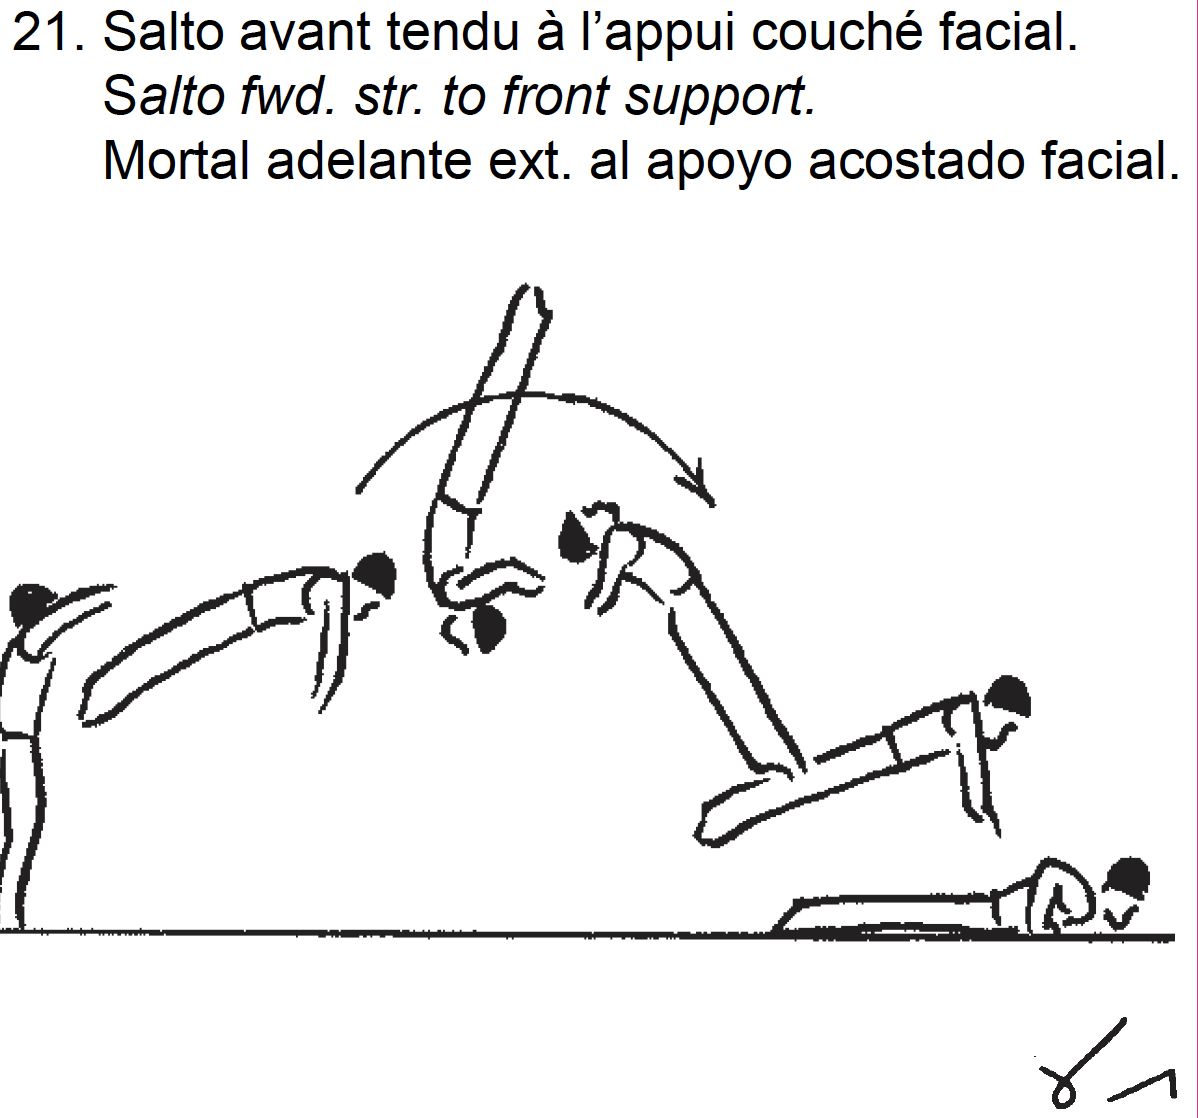 21. Salto avant tendu à l’appui couché facial.
Salto fwd. str. to front support.
Mortal adelante ext. al apoyo acostado facial.